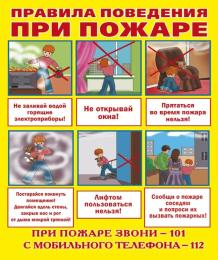 ПРАВИЛА ПОВЕДЕНИЯ
ПРИ ПОЖАРЕ
Не заливай водой
горящие
электроприборы!
Не открывай
окна!
Прятаться
во время пожара
нельзя!
Постарайся покинуть
помещение!
Двигайся вдоль стены,
закрыв нос и рот
от дыма мокрой тряпкой!
Лифтом
пользоваться
нельзя!
Сообщи о пожаре
соседям
и попроси их
вызвать пожарных!
ПРИ ПОЖАРЕ ЗВОНИ – 101
С МОБИЛЬНОГО ТЕЛЕФОНА – 112